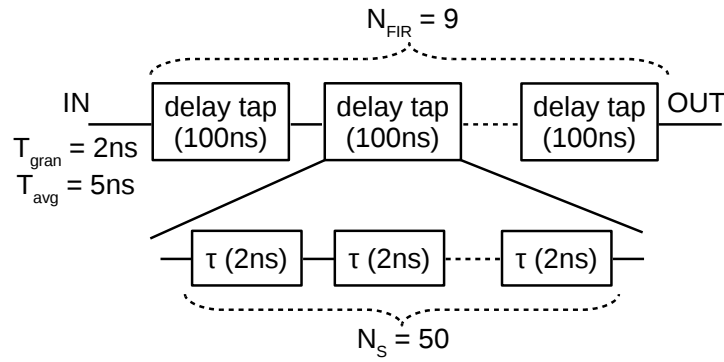 N_FIR = 9
IN
delay tap
(100ns)
delay tap
(100ns)
delay tap
(100ns)
OUT
T_gran = 2ns
T_avg = 5ns
τ (2ns)
τ (2ns)
τ (2ns)
N_S = 50